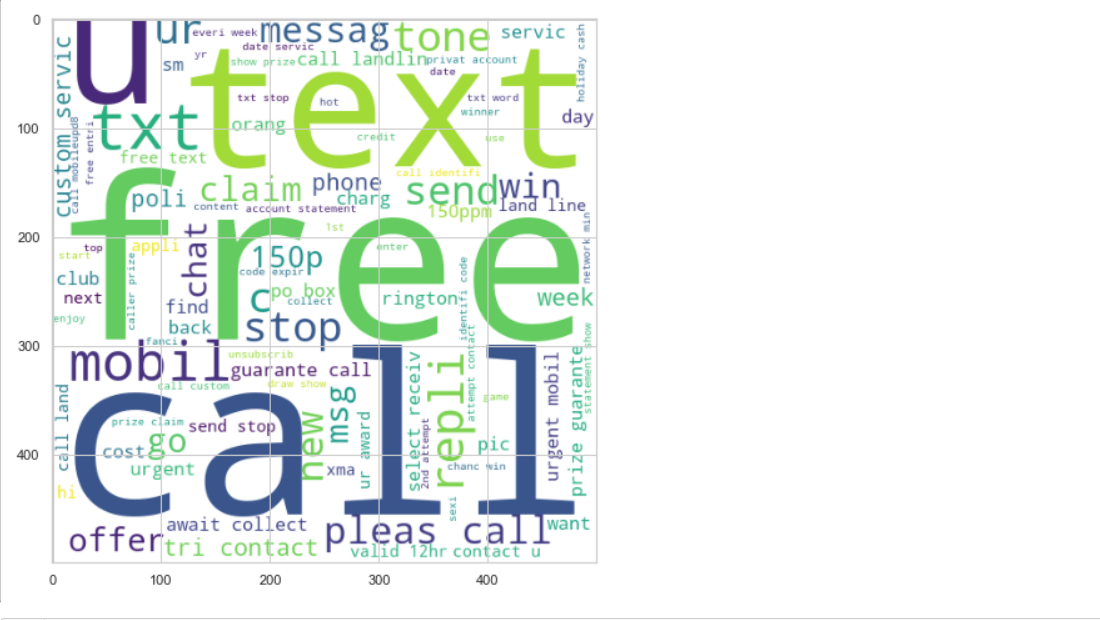 0
u
ur
everi week
messag
tone
servic
date servic
yr
sm
show prize
call landlin
privat account
date
holiday cash
custom servic
text
txt stop
hot
txt word
winner
day
100
txt
orang
credit
use
call mobileupd8
free entri
free text
call identifi
claim
phone
charg
send
win
poli
content
account statement
150ppm
land line
200
free
1st
top
appli
start
chat
150p
enter
network min
club
code expir
c
po box
collect
rington
identifi code
week
next
find
caller prize
enjoy
back
stop
300
fanci
mobil
unsubscrib
guarante call
draw show
call custom
call land
msg
select receiv
repli
attempt contact
urgent mobil
prize guarante
statement show
call
prize claim
send stop
go
new
ur award
2nd attempt
pic
400
cost
urgent
xma
chanc win
hi
sexi
await collect
want
offer
pleas call
tri contact
valid 12hr
contact u
0
100
200
300
400